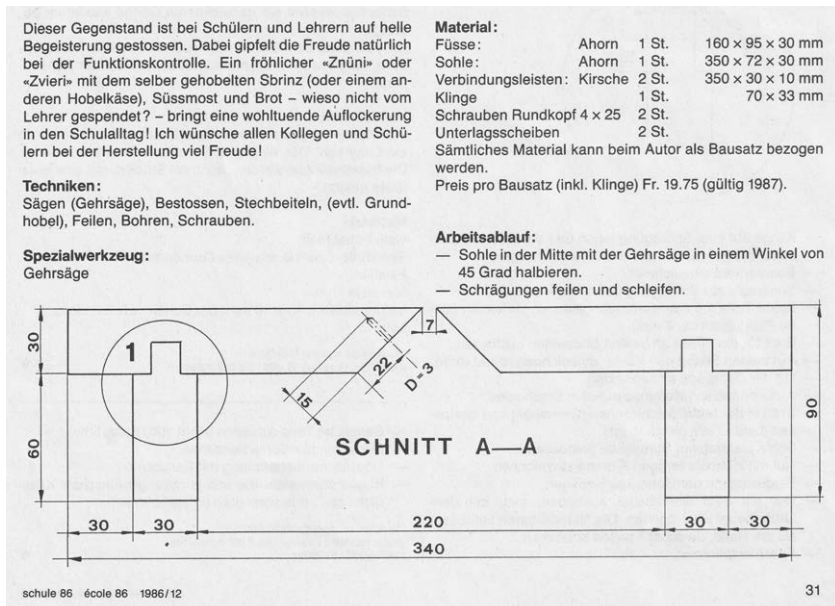 Dieser Gegenstand ist bei Schülern und Lehrern auf helle
Begeisterung gestossen. Dabei gipfelt die Freude natürlich
bei der Funktionskontrolle. Ein fröhlicher «Znüni» oder
«Zvieri» mit dem selber gehobelten Sbrinz (oder einem an-
deren Hobelkäse), Süssmost und Brot – wieso nicht vom
Lehrer gespendet? – bringt eine wohltuende Auflockerung
in den Schulalltag! Ich wünsche allen Kollegen und Schü-
lern bei der Herstellung viel Freude!
Techniken:
Sägen (Gehrsäge), Bestossen, Stechbeiteln, (evtl. Grund-
hobel), Feilen, Bohren, Schrauben.
Spezialwerkzeug:
Gehrsäge
Material:
Füsse: Ahorn 1 St. 160 × 95 × 30 mm
Sohle: Ahorn 1 St. 350 × 72 × 30 mm
Verbindungsleisten: Kirsche 2 St. 350 × 30 × 10 mm
Klinge 1 St. 70 × 33 mm
Schrauben Rundkopf 4 × 25 2 St.
Unterlagsscheiben 2 St.
Sämtliches Material kann beim Autor als Bausatz bezogen
werden.
Preis pro Bausatz (inkl. Klinge) Fr. 19.75 (gültig 1987).
Arbeitsablauf:
— Sohle in der Mitte mit der Gehrsäge in einem Winkel von
45 Grad halbieren.
— Schrägungen feilen und schleifen.
30
1
7
22
D=3
15
60
90
SCHNITT A—A
30 30 220 30 30
340
schule 86 école 86 1986/12
31